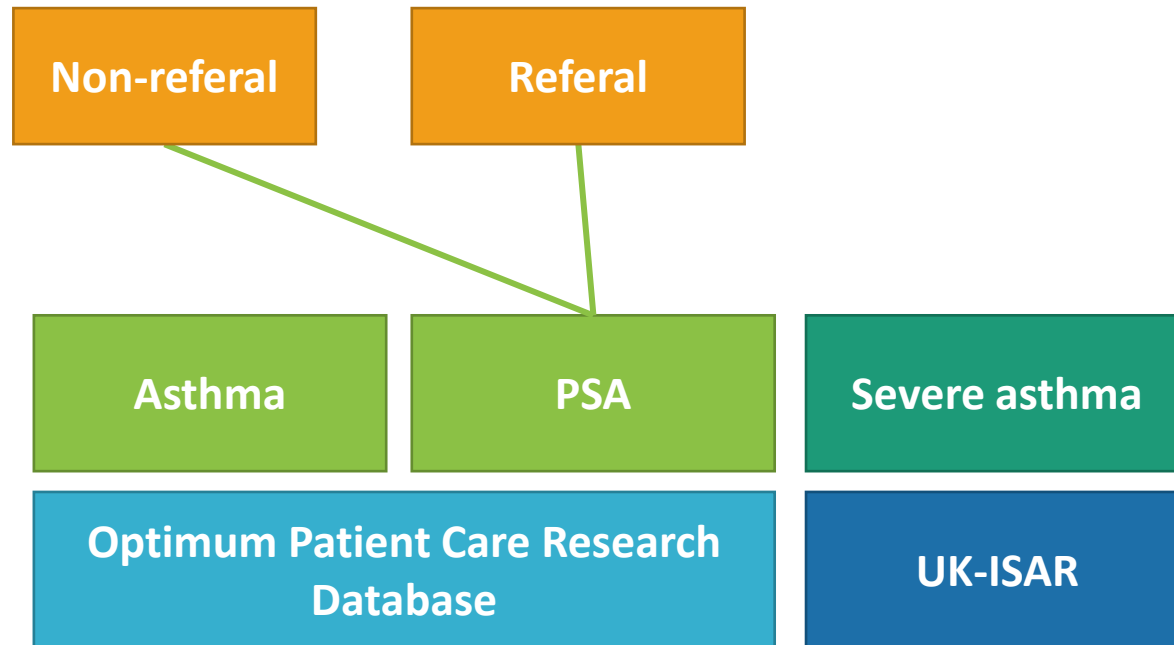 Non-referal
Referal
Asthma
PSA
Severe asthma
Optimum Patient Care Research
Database
UK-ISAR